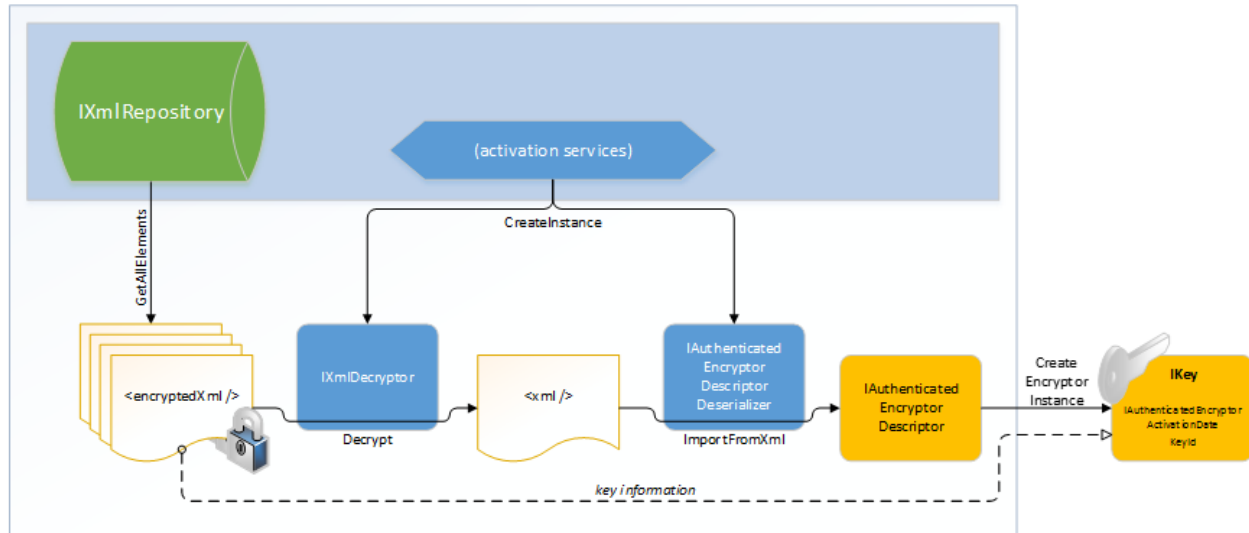 IXmlRepository
(activation services)
CreateInstance
GetAllElements
<encryptedXml />
IXmlDecryptor
Decrypt
<xml />
IAuthenticated
Encryptor
Descriptor
Deserializer
ImportFromXml
IAuthenticated
Encryptor
Descriptor
Create
Encryptor
Instance
IKey
IAuthenticatedEncryptor
ActivationDate
KeyId
key information